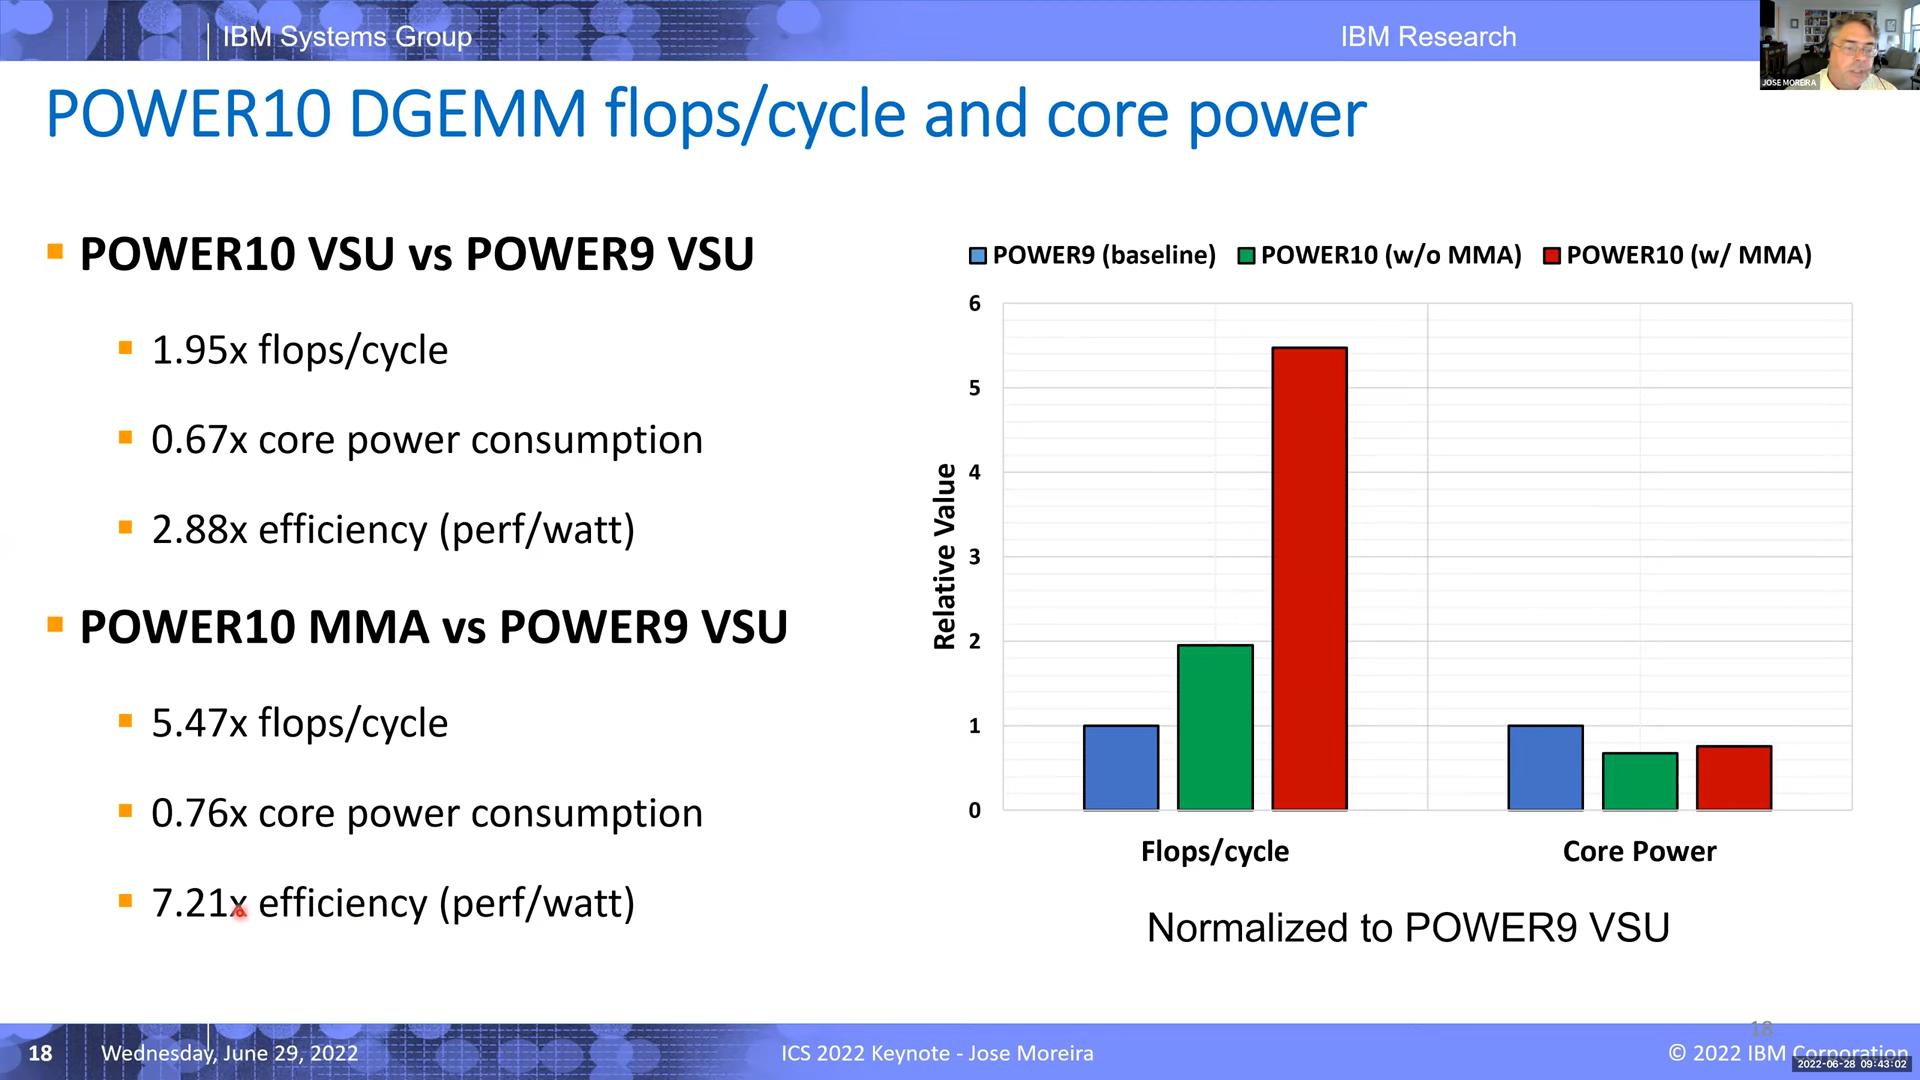 IBM Systems Group
IBM Research
JOSE MOREIRA
POWER10 DGEMM flops/cycle and core power
POWER10 VSU vs POWER9 VSU
1.95x flops/cycle
0.67x core power consumption
2.88x efficiency (perf/watt)
POWER10 MMA vs POWER9 VSU
5.47x flops/cycle
0.76x core power consumption
7.21x efficiency (perf/watt)
POWER9 (baseline) POWER10 (w/o MMA) POWER10 (w/ MMA)
Relative Value
6
5
4
3
2
1
0
Flops/cycle Core Power
Normalized to POWER9 VSU
18
18 Wednesday, June 29, 2022 ICS 2022 Keynote - Jose Moreira © 2022 IBM Corporation
2022-06-28 09:43:02